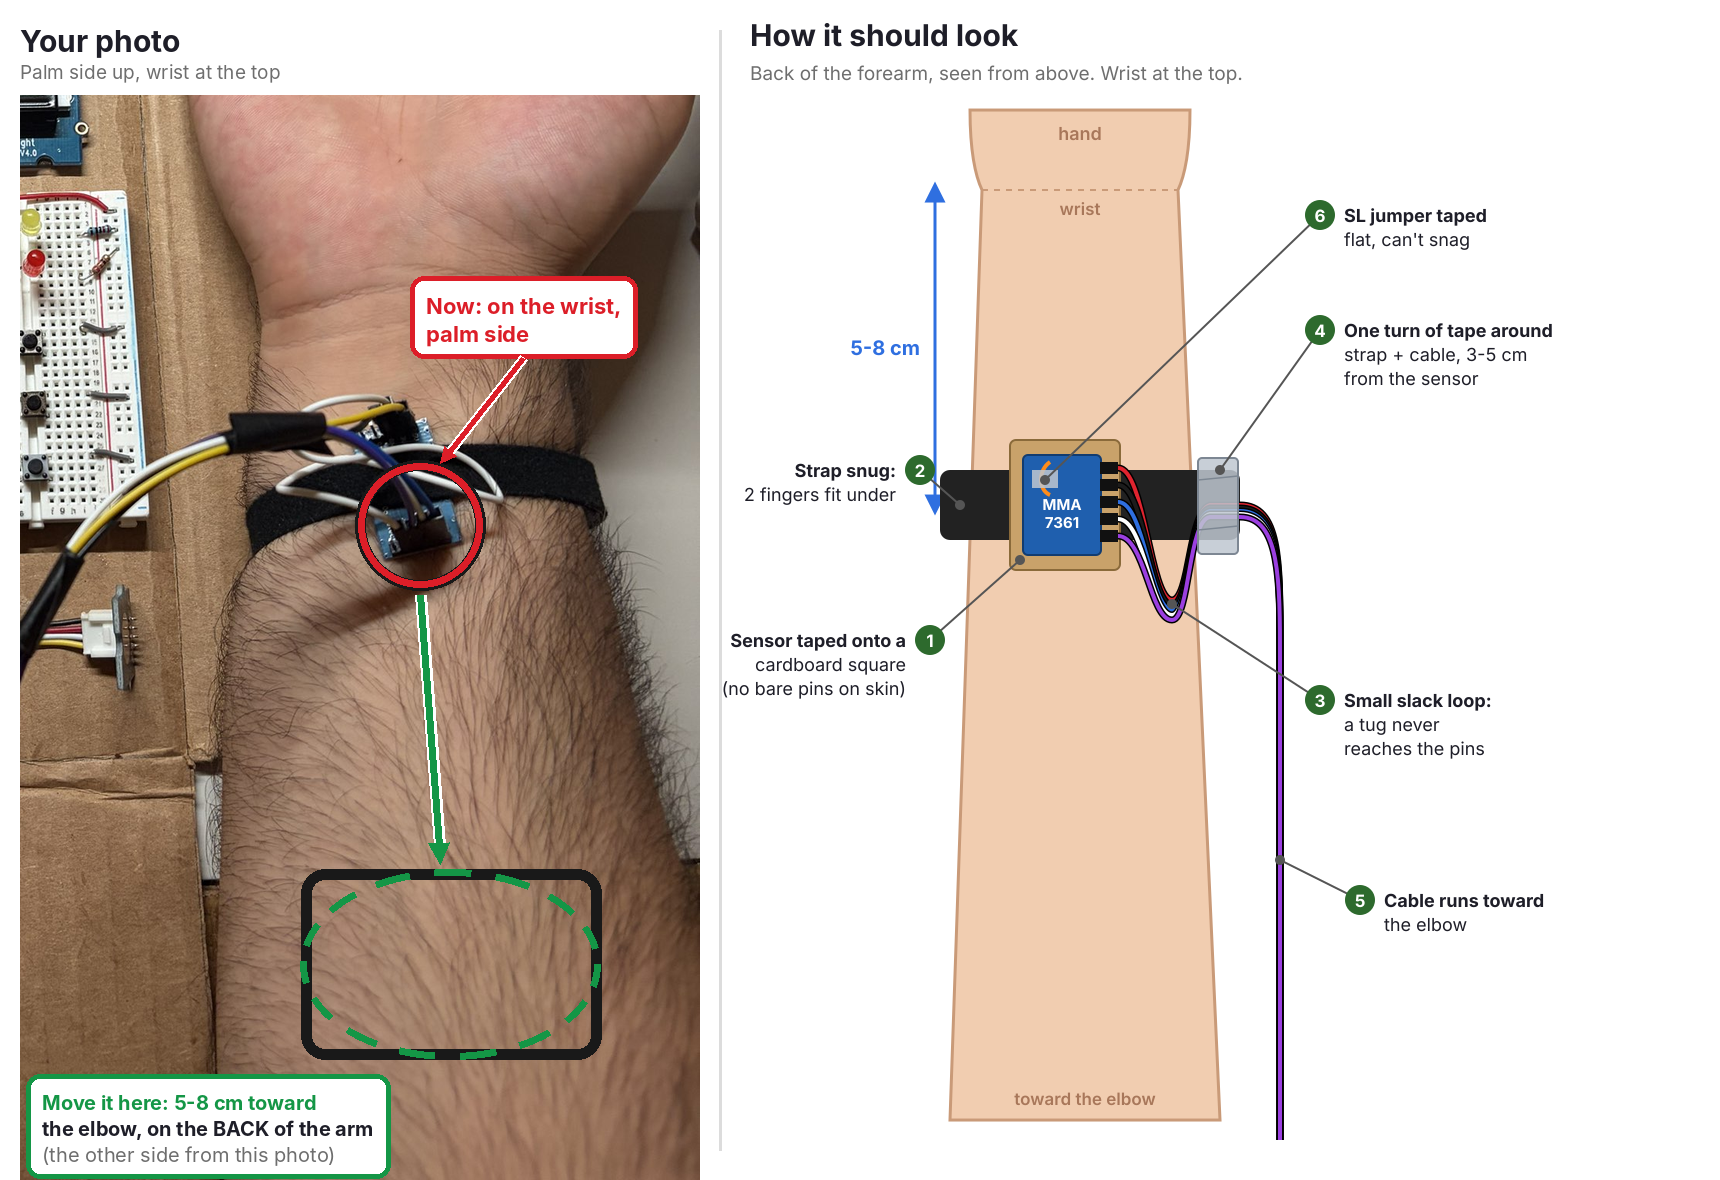 Your photo
Palm side up, wrist at the top
ght
V4.0
Now: on the wrist,
palm side
Move it here: 5-8 cm toward
the elbow, on the BACK of the arm
(the other side from this photo)
How it should look
Back of the forearm, seen from above. Wrist at the top.
hand
wrist
5-8 cm
6 SL jumper taped
flat, can't snag
4 One turn of tape around
strap + cable, 3-5 cm
from the sensor
Strap snug: 2
2 fingers fit under
MMA
7361
Sensor taped onto a 1
cardboard square
(no bare pins on skin)
3 Small slack loop:
a tug never
reaches the pins
5 Cable runs toward
the elbow
toward the elbow